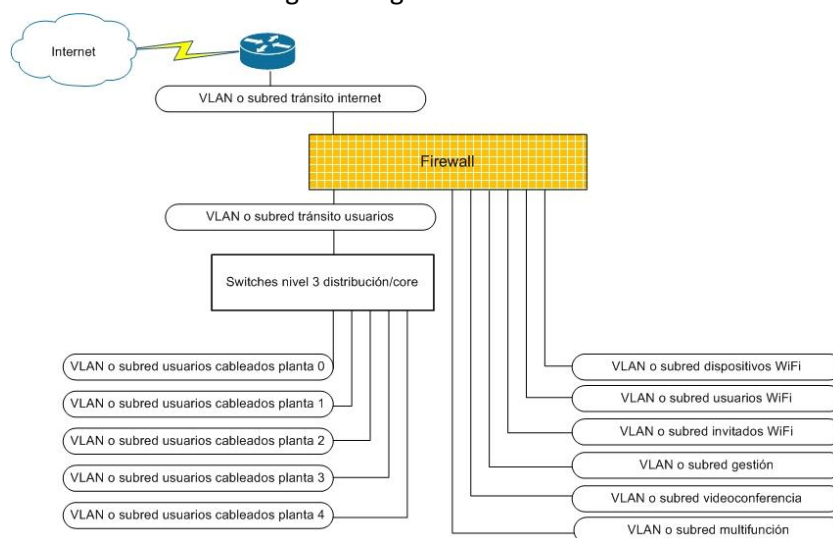 Internet
VLAN o subred tránsito internet
Firewall
VLAN o subred tránsito usuarios
Switches nivel 3 distribución/core
VLAN o subred usuarios cableados planta 0
VLAN o subred usuarios cableados planta 1
VLAN o subred usuarios cableados planta 2
VLAN o subred usuarios cableados planta 3
VLAN o subred usuarios cableados planta 4
VLAN o subred dispositivos WiFi
VLAN o subred usuarios WiFi
VLAN o subred invitados WiFi
VLAN o subred gestión
VLAN o subred videoconferencia
VLAN o subred multifunción